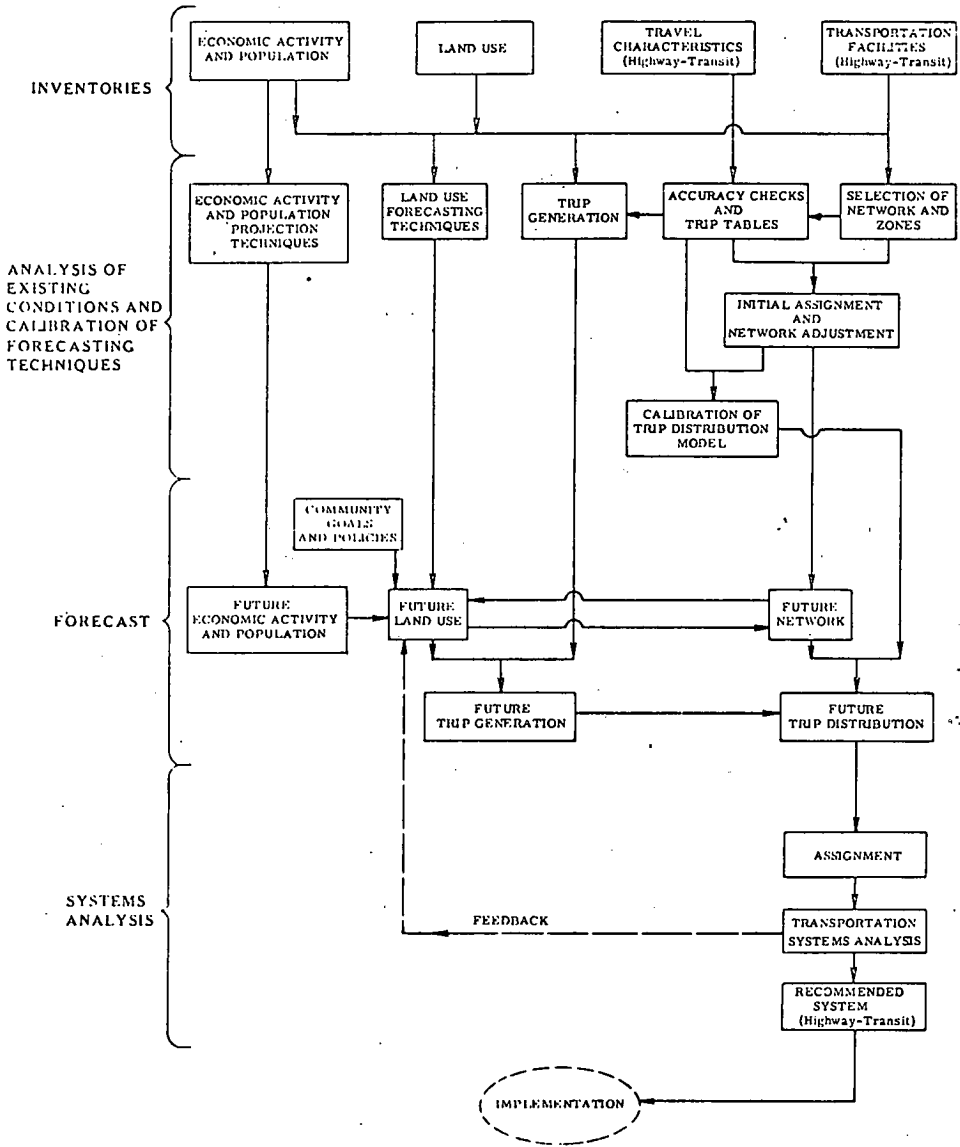 INVENTORIES
ECONOMIC ACTIVITY
AND POPULATION
LAND USE
TRAVEL
CHARACTERISTICS
(Highway-Transit)
TRANSPORTATION
FACILITIES
(Highway-Transit)
ANALYSIS OF
EXISTING
CONDITIONS AND
CALIBRATION OF
FORECASTING
TECHNIQUES
ECONOMIC ACTIVITY
AND POPULATION
PROJECTION
TECHNIQUES
LAND USE
FORECASTING
TECHNIQUES
TRIP
GENERATION
ACCURACY CHECKS
AND
TRIP TABLES
SELECTION OF
NETWORK AND
ZONES
INITIAL ASSIGNMENT
AND
NETWORK ADJUSTMENT
CALIBRATION OF
TRIP DISTRIBUTION
MODEL
FORECAST
COMMUNITY
GOALS
AND POLICIES
FUTURE
ECONOMIC ACTIVITY
AND POPULATION
FUTURE
LAND USE
FUTURE
NETWORK
FUTURE
TRIP GENERATION
FUTURE
TRIP DISTRIBUTION
SYSTEMS
ANALYSIS
ASSIGNMENT
FEEDBACK
TRANSPORTATION
SYSTEMS ANALYSIS
RECOMMENDED
SYSTEM
(Highway-Transit)
IMPLEMENTATION